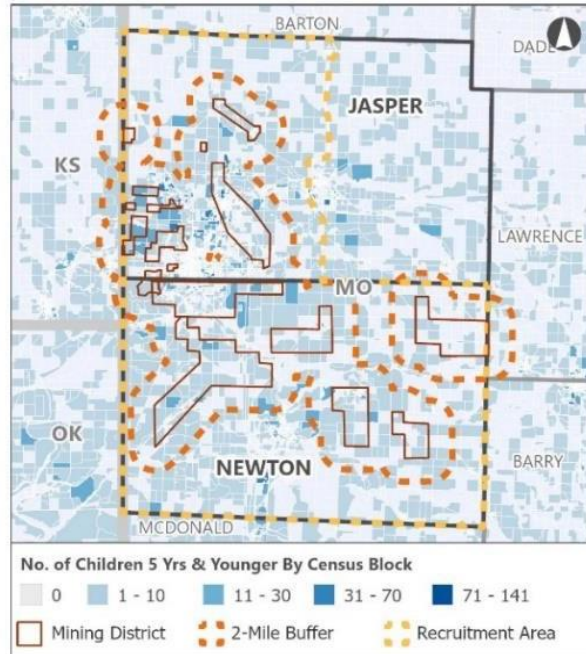 BARTON
DADE
JASPER
KS
LAWRENCE
MO
OK
NEWTON
BARRY
MCDONALD
No. of Children 5 Yrs & Younger By Census Block
0 1 - 10 11 - 30 31 - 70 71 - 141
Mining District 2-Mile Buffer Recruitment Area